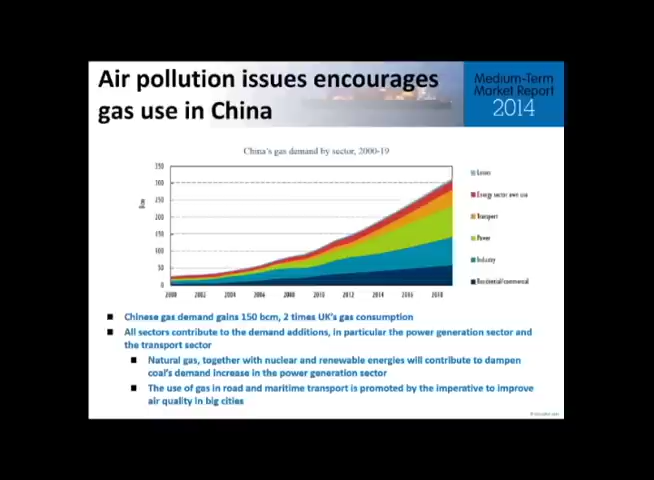 Air pollution issues encourages
gas use in China
Medium-Term
Market Report
2014
China's gas demand by sector, 2000-19
350
300
250
200
150
100
50
0
Bcm
2000 2002 2004 2006 2008 2010 2012 2014 2016 2018
Losses
Energy sector own use
Transport
Power
Industry
Residential/commercial
Chinese gas demand gains 150 bcm, 2 times UK's gas consumption
All sectors contribute to the demand additions, in particular the power generation sector and
the transport sector
Natural gas, together with nuclear and renewable energies will contribute to dampen
coal's demand increase in the power generation sector
The use of gas in road and maritime transport is promoted by the imperative to improve
air quality in big cities